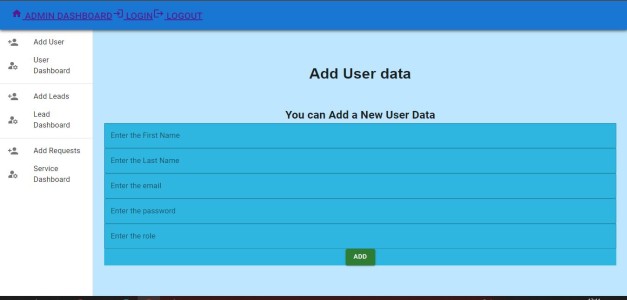 ADMIN DASHBOARD LOGIN LOGOUT
Add User
User
Dashboard
Add Leads
Lead
Dashboard
Add Requests
Service
Dashboard
Add User data
You can Add a New User Data
Enter the First Name
Enter the Last Name
Enter the email
Enter the password
Enter the role
ADD